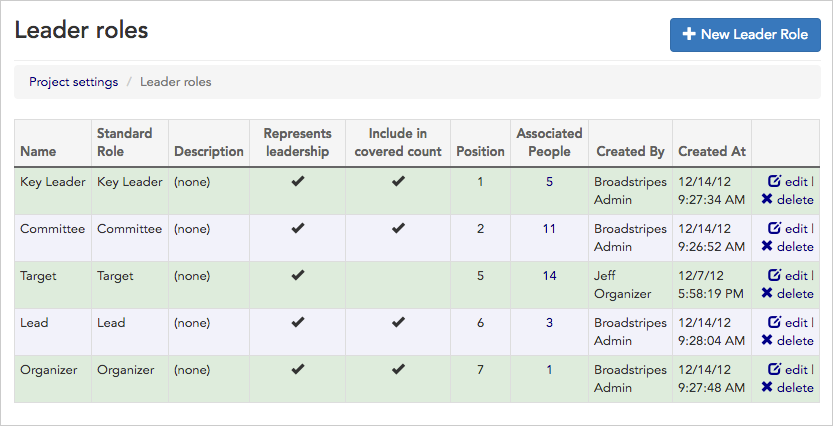 Leader roles
New Leader Role
Project settings / Leader roles
Name Standard Role Description Represents leadership Include in covered count Position Associated People Created By Created At
Key Leader Key Leader (none) ✔ ✔ 1 5 Broadstripes Admin 12/14/12 9:27:34 AM edit | delete
Committee Committee (none) ✔ ✔ 2 11 Broadstripes Admin 12/14/12 9:26:52 AM edit | delete
Target Target (none) ✔ 5 14 Jeff Organizer 12/7/12 5:58:19 PM edit | delete
Lead Lead (none) ✔ ✔ 6 3 Broadstripes Admin 12/14/12 9:28:04 AM edit | delete
Organizer Organizer (none) ✔ ✔ 7 1 Broadstripes Admin 12/14/12 9:27:48 AM edit | delete